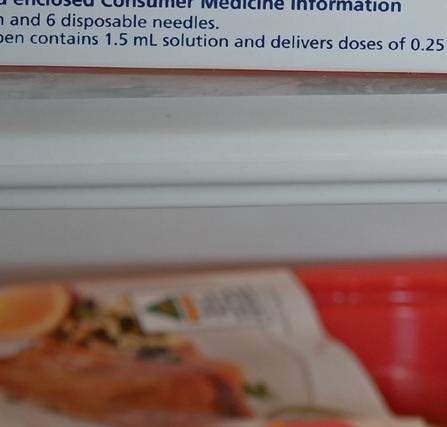 enclosed Consumer Medicine Information
and 6 disposable needles.
pen contains 1.5 mL solution and delivers doses of 0.25